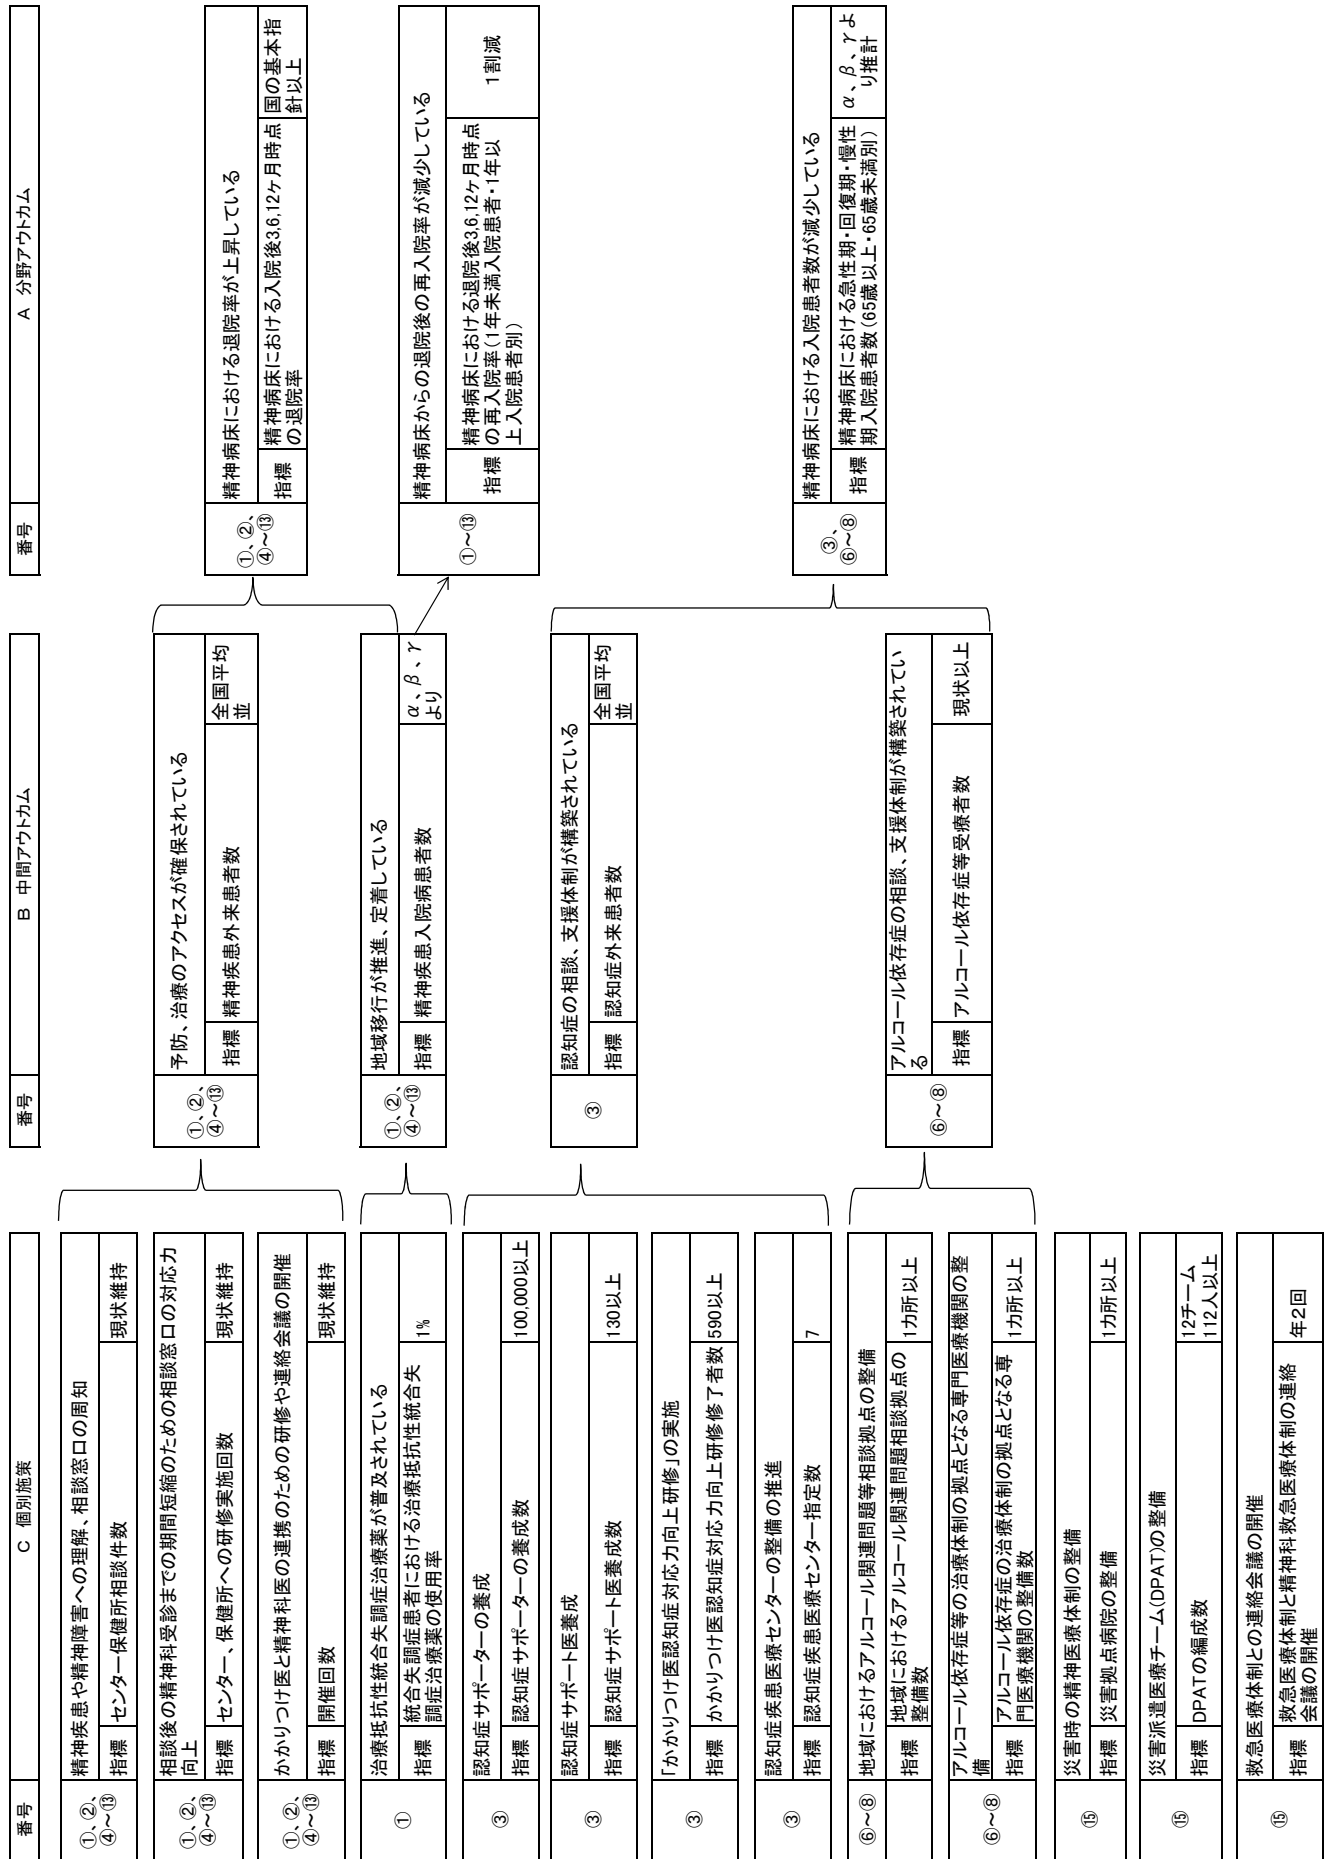 番号
C 個別施策
①、②、
④～⑬
精神疾患や精神障害への理解、相談窓口の周知
指標
センター保健所相談件数
現状維持
①、②、
④～⑬
相談後の精神科受診までの期間短縮のための相談窓口の対応力
向上
指標
センター、保健所への研修実施回数
現状維持
①、②、
④～⑬
かかりつけ医と精神科医の連携のための研修や連絡会議の開催
指標
開催回数
現状維持
①
治療抵抗性統合失調症治療薬が普及されている
指標
統合失調症患者における治療抵抗性統合失
調症治療薬の使用率
1%
③
認知症サポーターの養成
指標
認知症サポーターの養成数
100,000以上
③
認知症サポート医養成
指標
認知症サポート医養成数
130以上
③
「かかりつけ医認知症対応力向上研修」の実施
指標
かかりつけ医認知症対応力向上研修修了者数
590以上
③
認知症疾患医療センターの整備の推進
指標
認知症疾患医療センター指定数
7
⑥～⑧
地域におけるアルコール関連問題等相談拠点の整備
指標
地域におけるアルコール関連問題相談拠点の
整備数
1カ所以上
⑥～⑧
アルコール依存症等の治療体制の拠点となる専門医療機関の整
備
指標
アルコール依存症の治療体制の拠点となる専
門医療機関の整備数
1カ所以上
⑮
災害時の精神医療体制の整備
指標
災害拠点病院の整備
1カ所以上
⑮
災害派遣医療チーム(DPAT)の整備
指標
DPATの編成数
12チーム
112人以上
⑮
救急医療体制との連絡会議の開催
指標
救急医療体制と精神科救急医療体制の連絡
会議の開催
年2回
番号
B 中間アウトカム
①、②、
④～⑬
予防、治療のアクセスが確保されている
指標
精神疾患外来患者数
全国平均
並
①、②、
④～⑬
地域移行が推進、定着している
指標
精神疾患入院病患者数
α、β、γ
より
③
認知症の相談、支援体制が構築されている
指標
認知症外来患者数
全国平均
並
⑥～⑧
アルコール依存症の相談、支援体制が構築されてい
る
指標
アルコール依存症等受療者数
現状以上
番号
A 分野アウトカム
①、②、
④～⑬
精神病床における退院率が上昇している
指標
精神病床における入院後3,6,12ヶ月時点
の退院率
国の基本指
針以上
①～⑬
精神病床からの退院後の再入院率が減少している
指標
精神病床における退院後3,6,12ヶ月時点
の再入院率(1年未満入院患者・1年以
上入院患者別)
1割減
③、
⑥～⑧
精神病床における入院患者数が減少している
指標
精神病床における急性期・回復期・慢性
期入院患者数(65歳以上・65歳未満別)
α、β、γよ
り推計